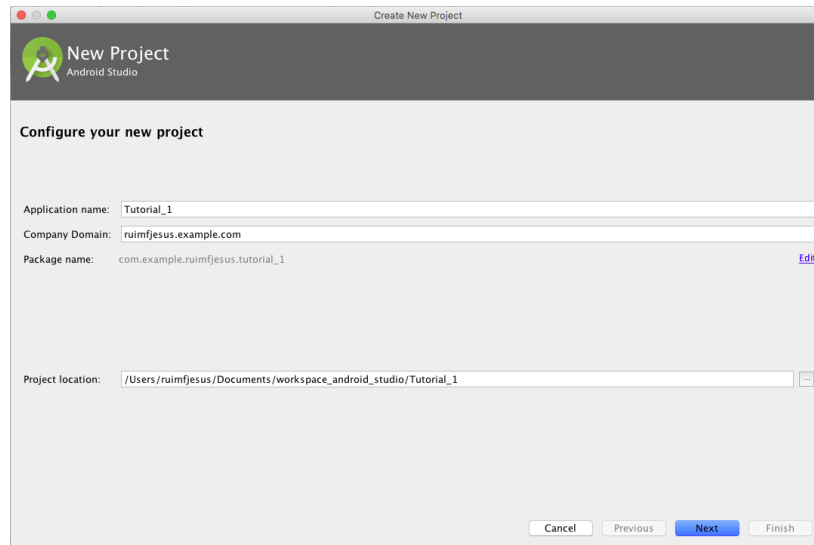 Create New Project
New Project
Android Studio
Configure your new project
Application name: Tutorial_1
Company Domain: ruimfjesus.example.com
Package name: com.example.ruimfjesus.tutorial_1 Edit
Project location: /Users/ruimfjesus/Documents/workspace_android_studio/Tutorial_1 ...
Cancel Previous Next Finish